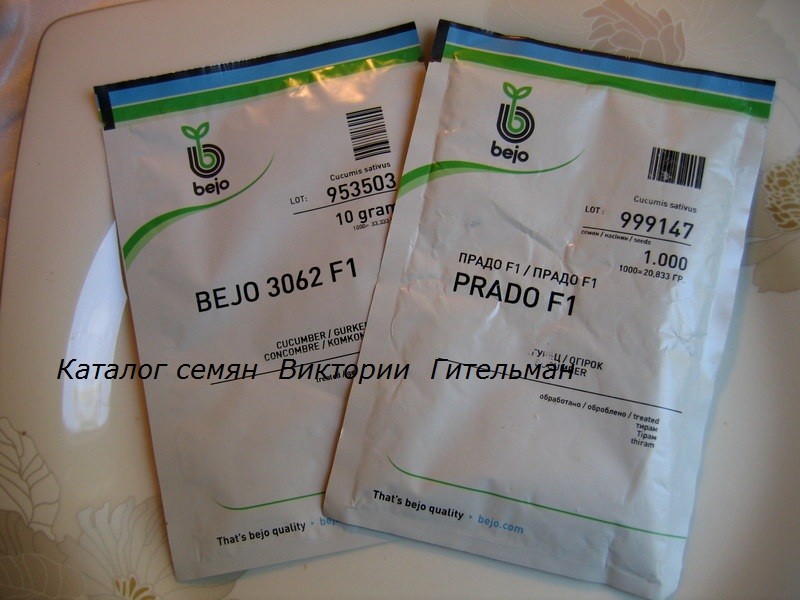 bejo
Cucumis sativus
LOT: 953503
10 gram
BEJO 3062 F1
CUCUMBER / GURKE
CONCOMBRE / KOMKOM
treated
That's bejo quality
bejo
Cucumis sativus
LOT: 999147
семян / насінин / seeds
1.000
1000=20,833 ГР.
ПРАДО F1 / ПРАДО F1
PRADO F1
/ ОГІРОК
обработано / оброблено / treated
тирам
Тірам
thiram
That's bejo quality • bejo.com
Каталог семян Виктории Гительман